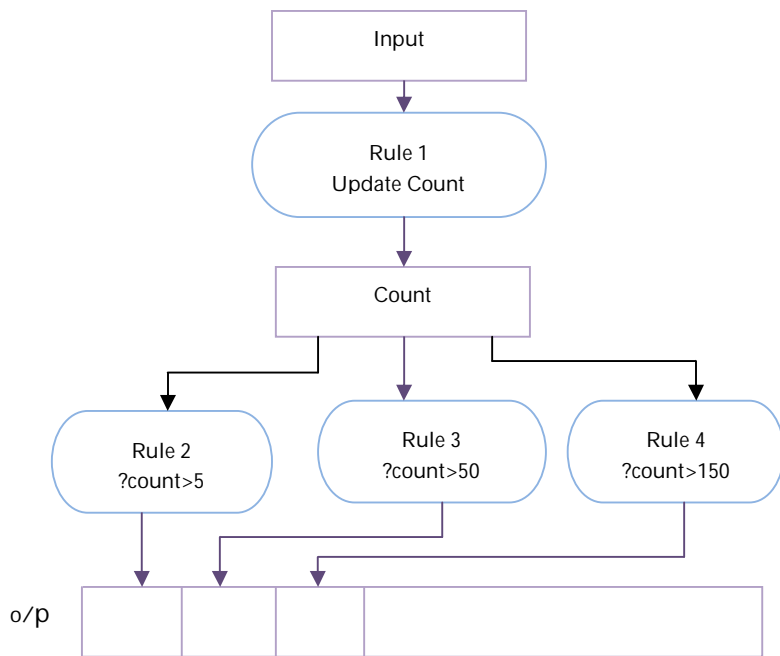 Input
Rule 1
Update Count
Count
Rule 2
?count>5
Rule 3
?count>50
Rule 4
?count>150
o/p